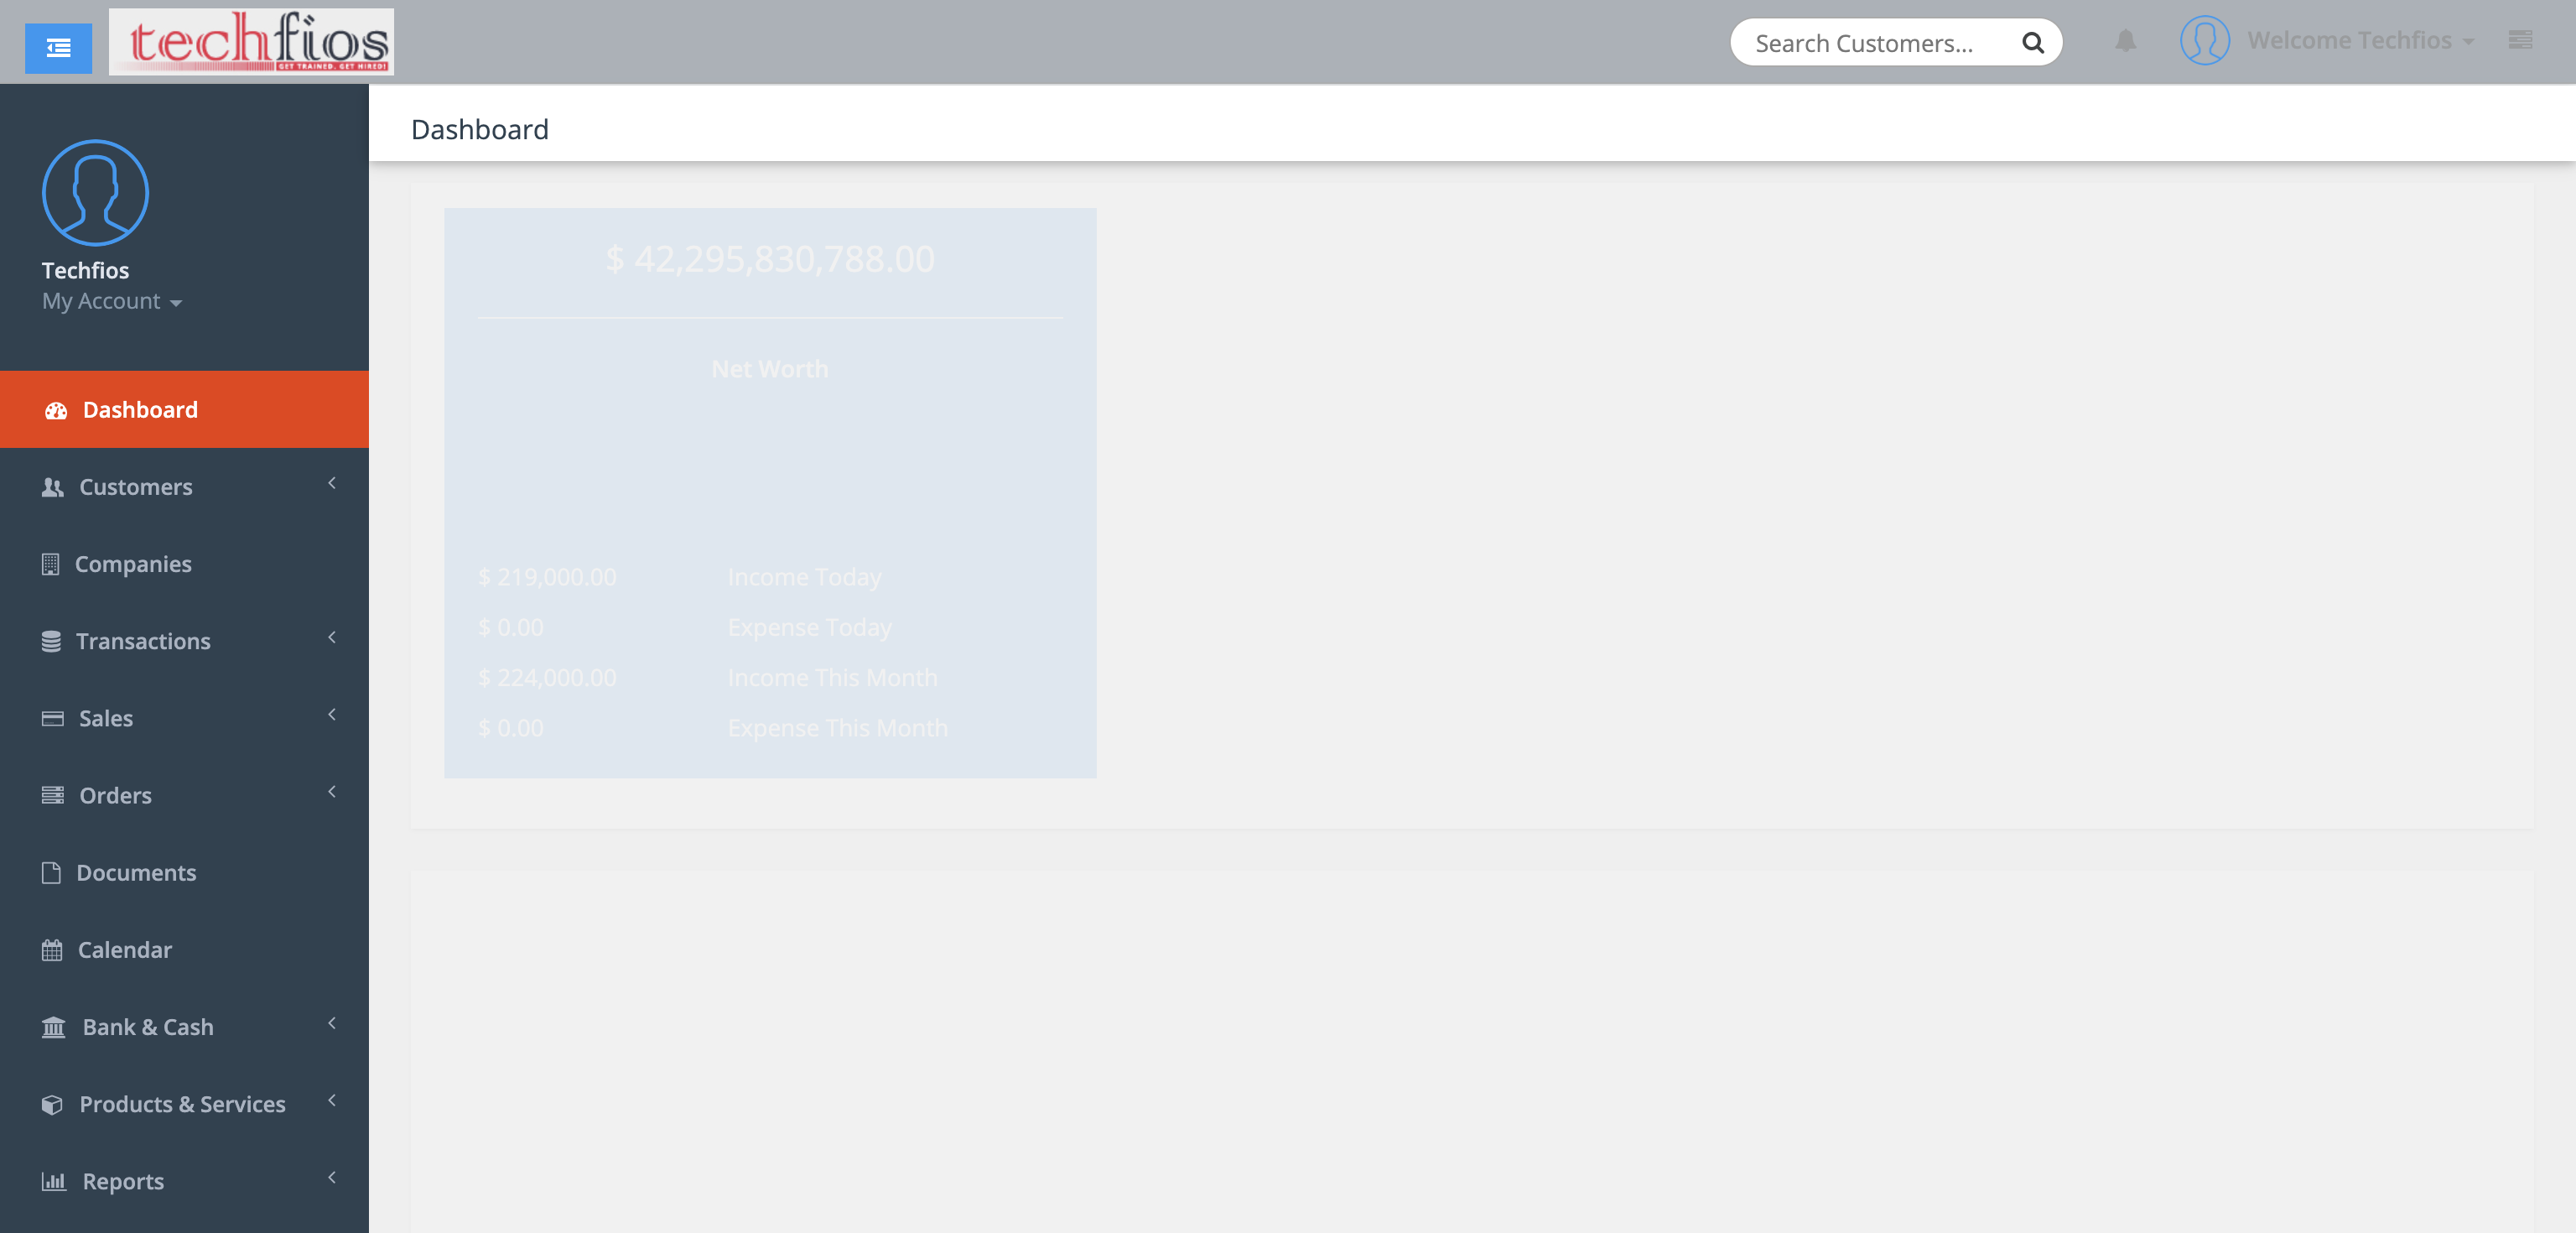 techfios
GET TRAINED. GET HIRED!
Search Customers...
Welcome Techfios
Techfios
My Account
Dashboard
Customers
Companies
Transactions
Sales
Orders
Documents
Calendar
Bank & Cash
Products & Services
Reports
Dashboard
$ 42,295,830,788.00
Net Worth
$ 219,000.00 Income Today
$ 0.00 Expense Today
$ 224,000.00 Income This Month
$ 0.00 Expense This Month